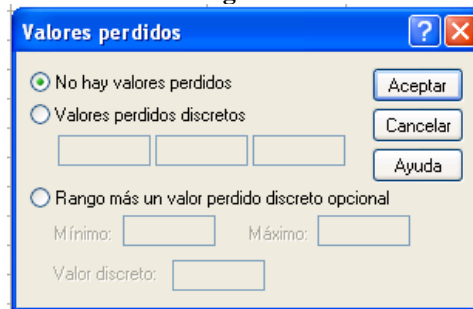 Valores perdidos
No hay valores perdidos
Aceptar
Valores perdidos discretos
Cancelar
Ayuda
Rango más un valor perdido discreto opcional
Mínimo:
Máximo:
Valor discreto: